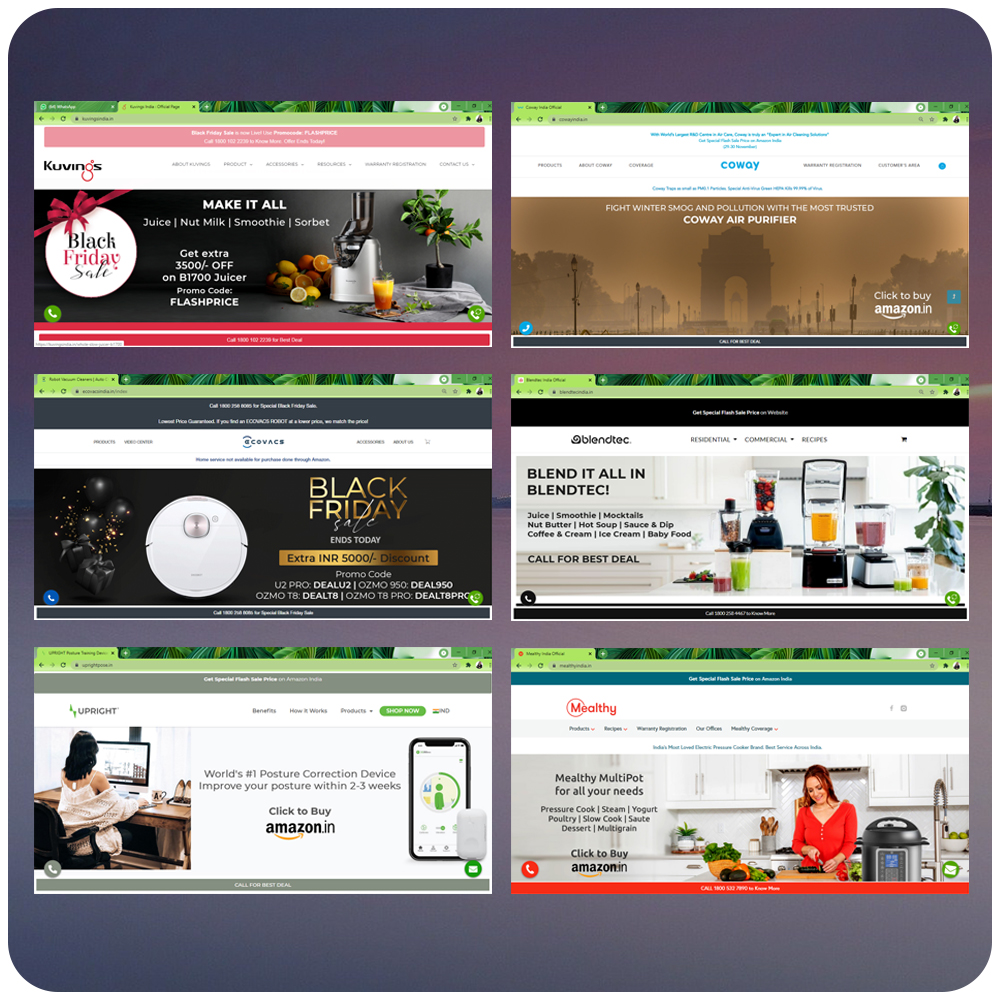 (94) WhatsApp
Kuvings India - Official Page
kuvingsindia.in
Black Friday Sale is now Live! Use Promocode: FLASHPRICE
Call 1800 102 2236 to Know More. Offer Ends Today!
Kuvings
ABOUT KUVINGS PRODUCT ACCESSORIES RESOURCES WARRANTY REGISTRATION CONTACT US
Black
Friday
Sale
MAKE IT ALL
Juice | Nut Milk | Smoothie | Sorbet
Get extra
3500/- OFF
on B1700 Juicer
Promo Code:
FLASHPRICE
Call 1800 102 2236 for Best Deal
Coway India Official
cowayindia.in
With World's Largest R&D Centre in Air Care, Coway is truly an "Expert in Air Cleaning Solutions"
Get Special Flash Sale Price on Amazon India
(25-30 November)
PRODUCTS ABOUT COWAY COVERAGE
coway
WARRANTY REGISTRATION CUSTOMER'S AREA
Coway Traps as small as PM0.1 Particles. Special Anti-Virus Green HEPA Kills 99.99% of Virus.
FIGHT WINTER SMOG AND POLLUTION WITH THE MOST TRUSTED
COWAY AIR PURIFIER
Click to buy
amazon.in
CALL FOR BEST DEAL
Robot Vacuum Cleaners | Auto
ecovacsindia.in/index
Call 1800 258 8085 for Special Black Friday Sale.
Lowest Price Guaranteed. If you find an ECOVACS ROBOT at a lower price, we match the price!
PRODUCTS VIDEO CENTER
ECOVACS
ACCESSORIES ABOUT US
Home service not available for purchase done through Amazon.
BLACK
FRIDAY
sale
ENDS TODAY
Extra INR 5000/- Discount
Promo Code
U2 PRO: DEALU2 | OZMO 950: DEAL950
OZMO T8: DEALT8 | OZMO T8 PRO: DEALT8PRO
Call 1800 258 8085 for Special Black Friday Sale
Blendtec India Official
blendtecindia.in
Get Special Flash Sale Price on Website
blendtec.
RESIDENTIAL COMMERCIAL RECIPES
BLEND IT ALL IN
BLENDTEC!
Juice | Smoothie | Mocktails
Nut Butter | Hot Soup | Sauce & Dip
Coffee & Cream | Ice Cream | Baby Food
CALL FOR BEST DEAL
Call 1800 258 4467 to Know More
UPRIGHT Posture Training Device
uprightpose.in
Get Special Flash Sale Price on Amazon India
UPRIGHT
Benefits How It Works Products SHOP NOW IND
World's #1 Posture Correction Device
Improve your posture within 2-3 weeks
Click to Buy
amazon.in
CALL FOR BEST DEAL
Mealthy India Official
mealthyindia.in
Get Special Flash Sale Price on Amazon India
Mealthy
Products Recipes Warranty Registration Our Offices Mealthy Coverage
India's Most Loved Electric Pressure Cooker Brand. Best Service Across India.
Mealthy MultiPot
for all your needs
Pressure Cook | Steam | Yogurt
Poultry | Slow Cook | Saute
Dessert | Multigrain
Click to Buy
amazon.in
CALL 1800 532 7890 to Know More